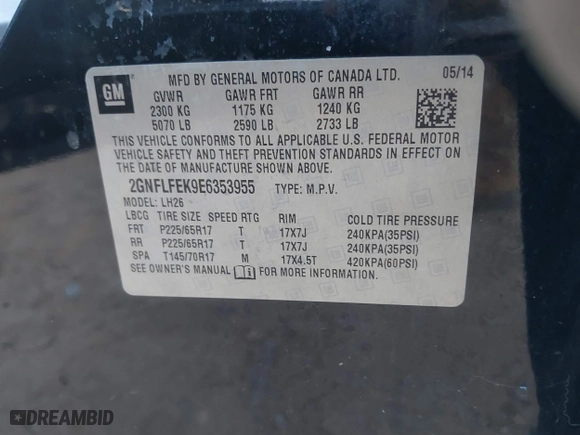 GM
MFD BY GENERAL MOTORS OF CANADA LTD. 05/14
GVWR GAWR FRT GAWR RR
2300 KG 1175 KG 1240 KG
5070 LB 2590 LB 2733 LB
THIS VEHICLE CONFORMS TO ALL APPLICABLE U.S. FEDERAL MOTOR
VEHICLE SAFETY AND THEFT PREVENTION STANDARDS IN EFFECT ON
THE DATE OF MANUFACTURE SHOWN ABOVE.
2GNFLFEK9E6353955 TYPE: M.P.V.
MODEL: LH26
LBCG TIRE SIZE SPEED RTG RIM COLD TIRE PRESSURE
FRT P225/65R17 T 17X7J 240KPA(35PSI)
RR P225/65R17 T 17X7J 240KPA(35PSI)
SPA T145/70R17 M 17X4.5T 420KPA(60PSI)
SEE OWNER'S MANUAL FOR MORE INFORMATION.
DREAMBID